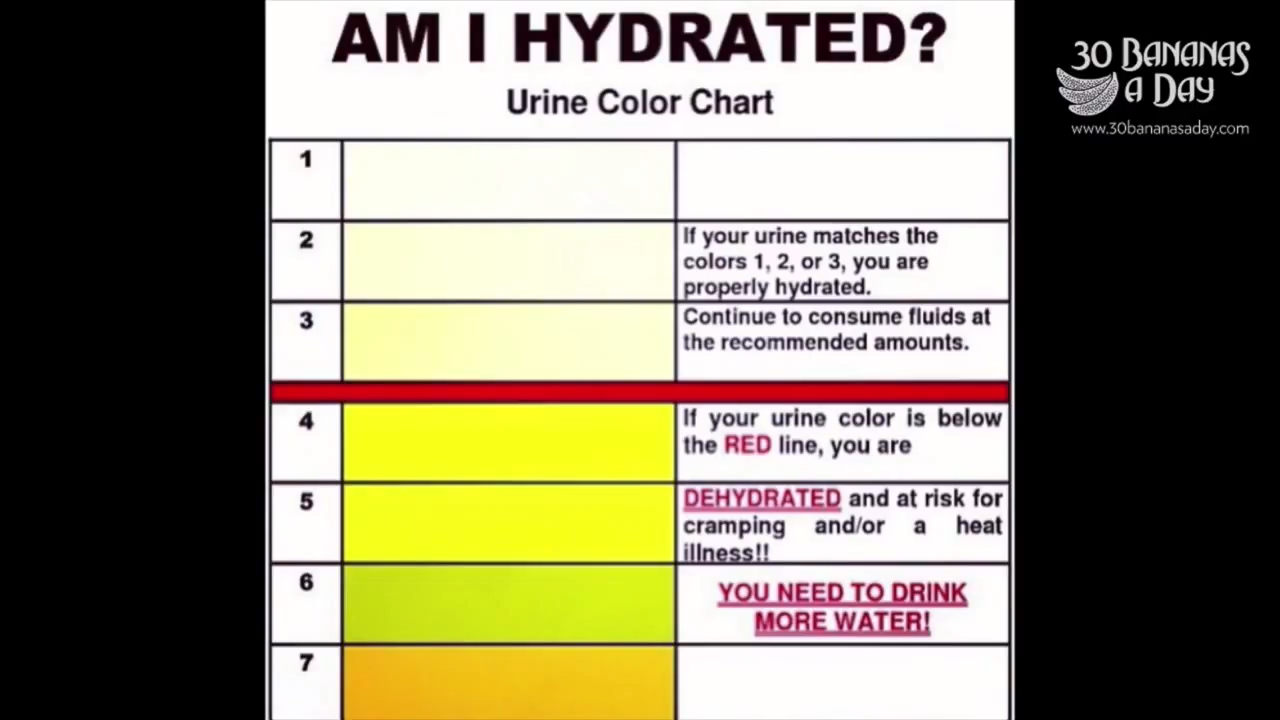 AM I HYDRATED?
Urine Color Chart
30 BANANAS
A DAY
www.30bananasaday.com
1
2
If your urine matches the
colors 1, 2, or 3, you are
properly hydrated.
3
Continue to consume fluids at
the recommended amounts.
4
If your urine color is below
the RED line, you are
5
DEHYDRATED and at risk for
cramping and/or a heat
illness!!
6
YOU NEED TO DRINK
MORE WATER!
7